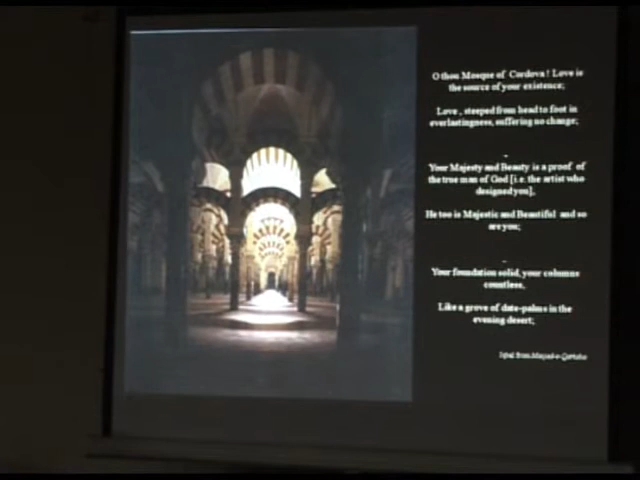 O thou Mosque of Cordova! Love is
the source of your existence;
Love, steeped from head to foot in
everlastingness, suffering no change;
Your Majesty and Beauty is a proof of
the true man of God [i.e. the artist who
designed you],
He too is Majestic and Beautiful and so
are you;
Your foundation solid, your columns
countless,
Like a grove of date-palms in the
evening desert;
Iqbal from Masjid-e-Qurtuba